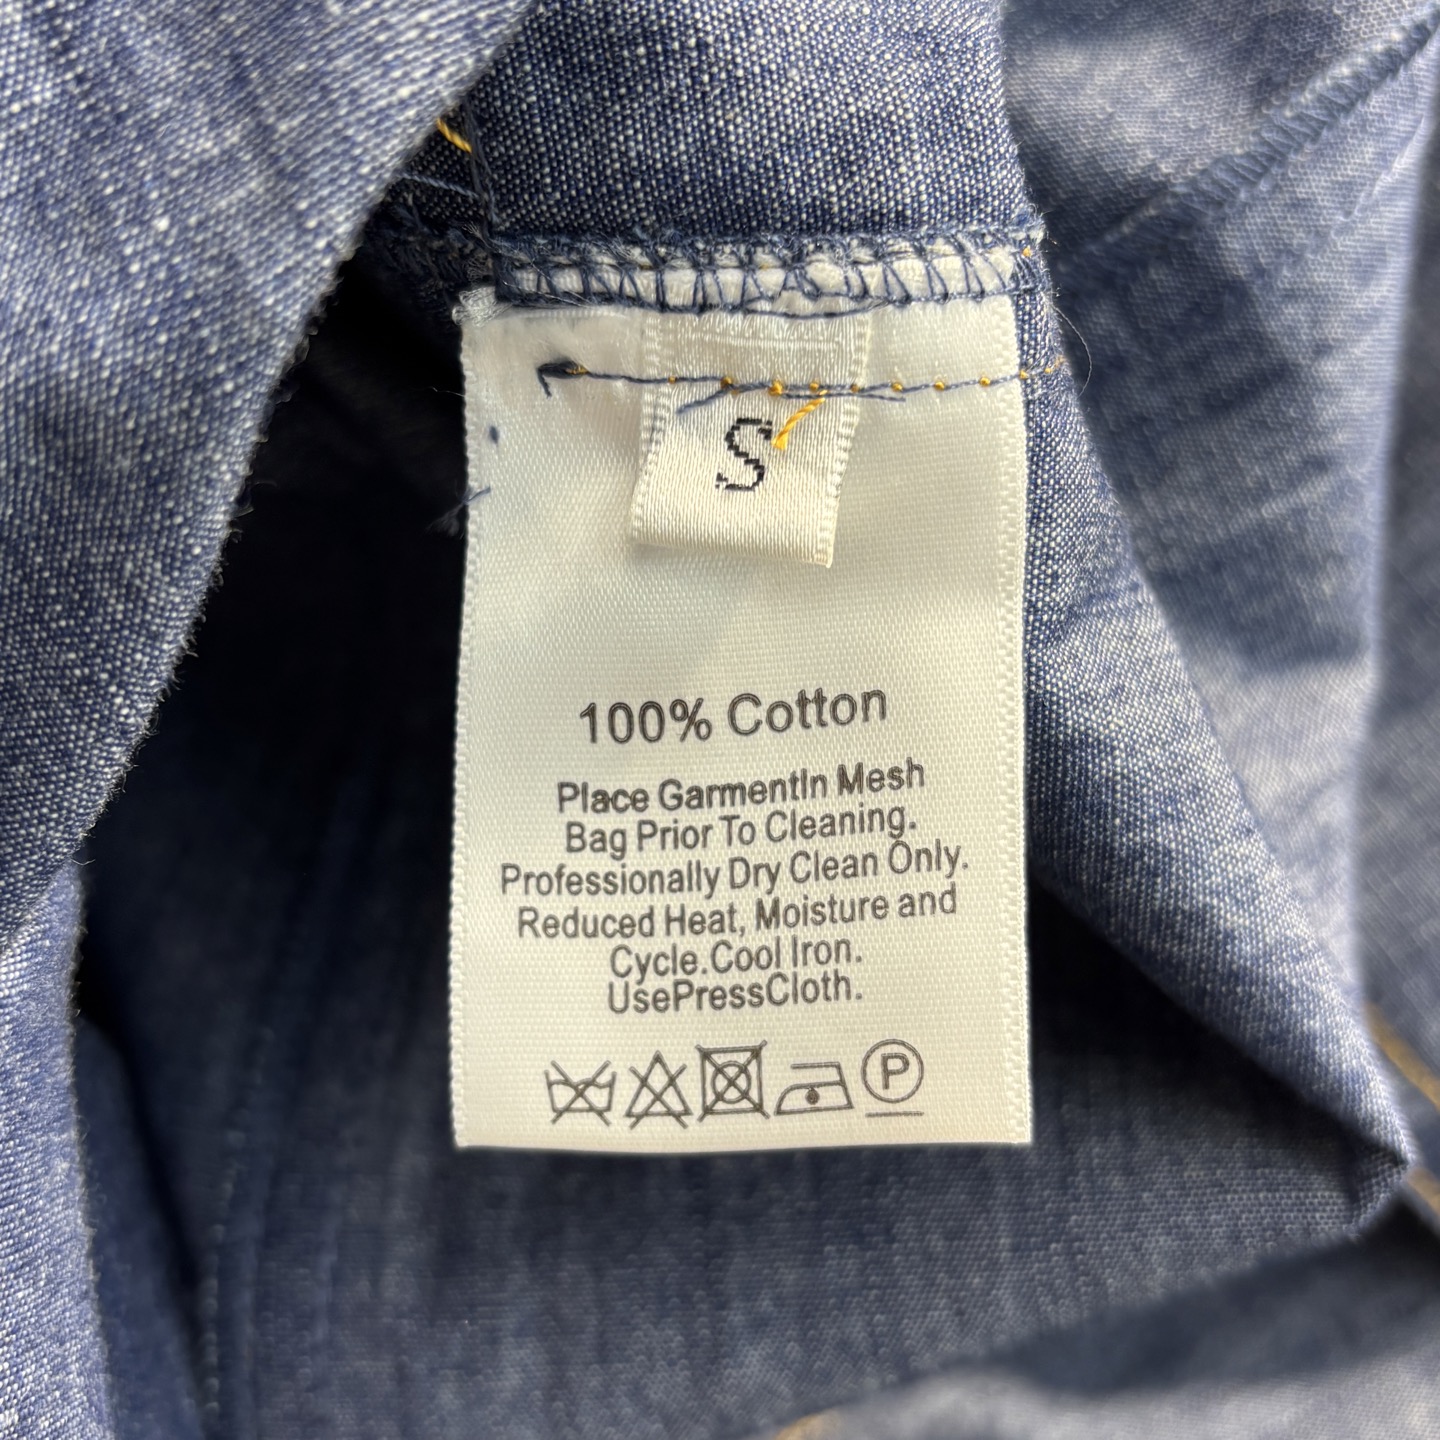 S
100% Cotton
Place GarmentIn Mesh
Bag Prior To Cleaning.
Professionally Dry Clean Only.
Reduced Heat, Moisture and
Cycle.Cool Iron.
UsePressCloth.
P